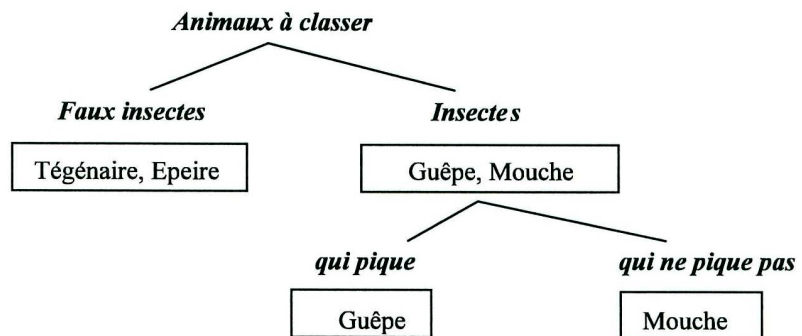 Animaux à classer
Faux insectes
Insectes
Tégénaire, Epeire
Guêpe, Mouche
qui pique
qui ne pique pas
Guêpe
Mouche